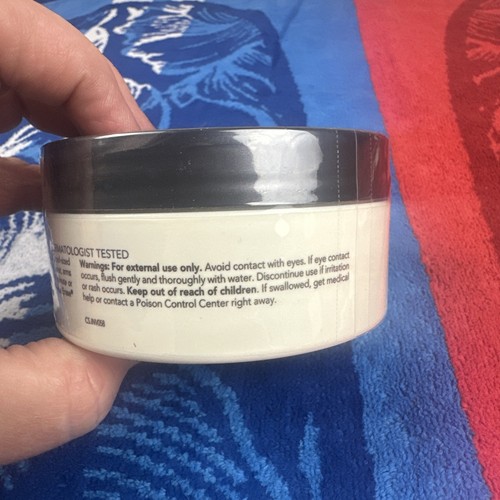 MATOLOGIST TESTED
Warnings: For external use only. Avoid contact with eyes. If eye contact
occurs, flush gently and thoroughly with water. Discontinue use if irritation
or rash occurs. Keep out of reach of children. If swallowed, get medical
help or contact a Poison Control Center right away.